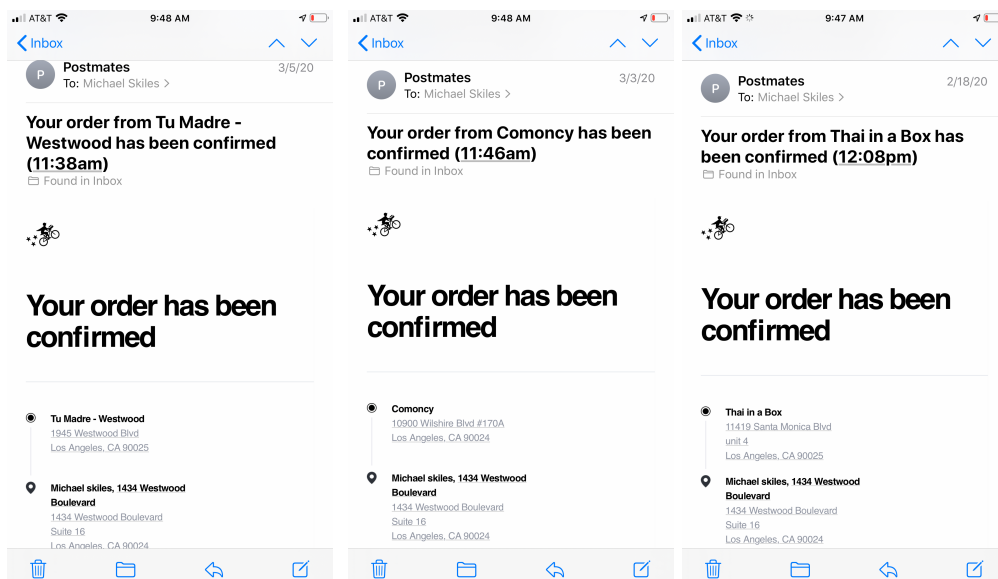 AT&T 9:48 AM
Inbox
P
Postmates 3/5/20
To: Michael Skiles >
Your order from Tu Madre -
Westwood has been confirmed
(11:38am)
Found in Inbox
Your order has been
confirmed
Tu Madre - Westwood
1945 Westwood Blvd
Los Angeles, CA 90025
Michael skiles, 1434 Westwood
Boulevard
1434 Westwood Boulevard
Suite 16
Los Angeles, CA 90024
AT&T 9:48 AM
Inbox
P
Postmates 3/3/20
To: Michael Skiles >
Your order from Comoncy has been
confirmed (11:46am)
Found in Inbox
Your order has been
confirmed
Comoncy
10900 Wilshire Blvd #170A
Los Angeles, CA 90024
Michael skiles, 1434 Westwood
Boulevard
1434 Westwood Boulevard
Suite 16
Los Angeles, CA 90024
AT&T 9:47 AM
Inbox
P
Postmates 2/18/20
To: Michael Skiles >
Your order from Thai in a Box has
been confirmed (12:08pm)
Found in Inbox
Your order has been
confirmed
Thai in a Box
11419 Santa Monica Blvd
unit 4
Los Angeles, CA 90025
Michael skiles, 1434 Westwood
Boulevard
1434 Westwood Boulevard
Suite 16
Los Angeles, CA 90024